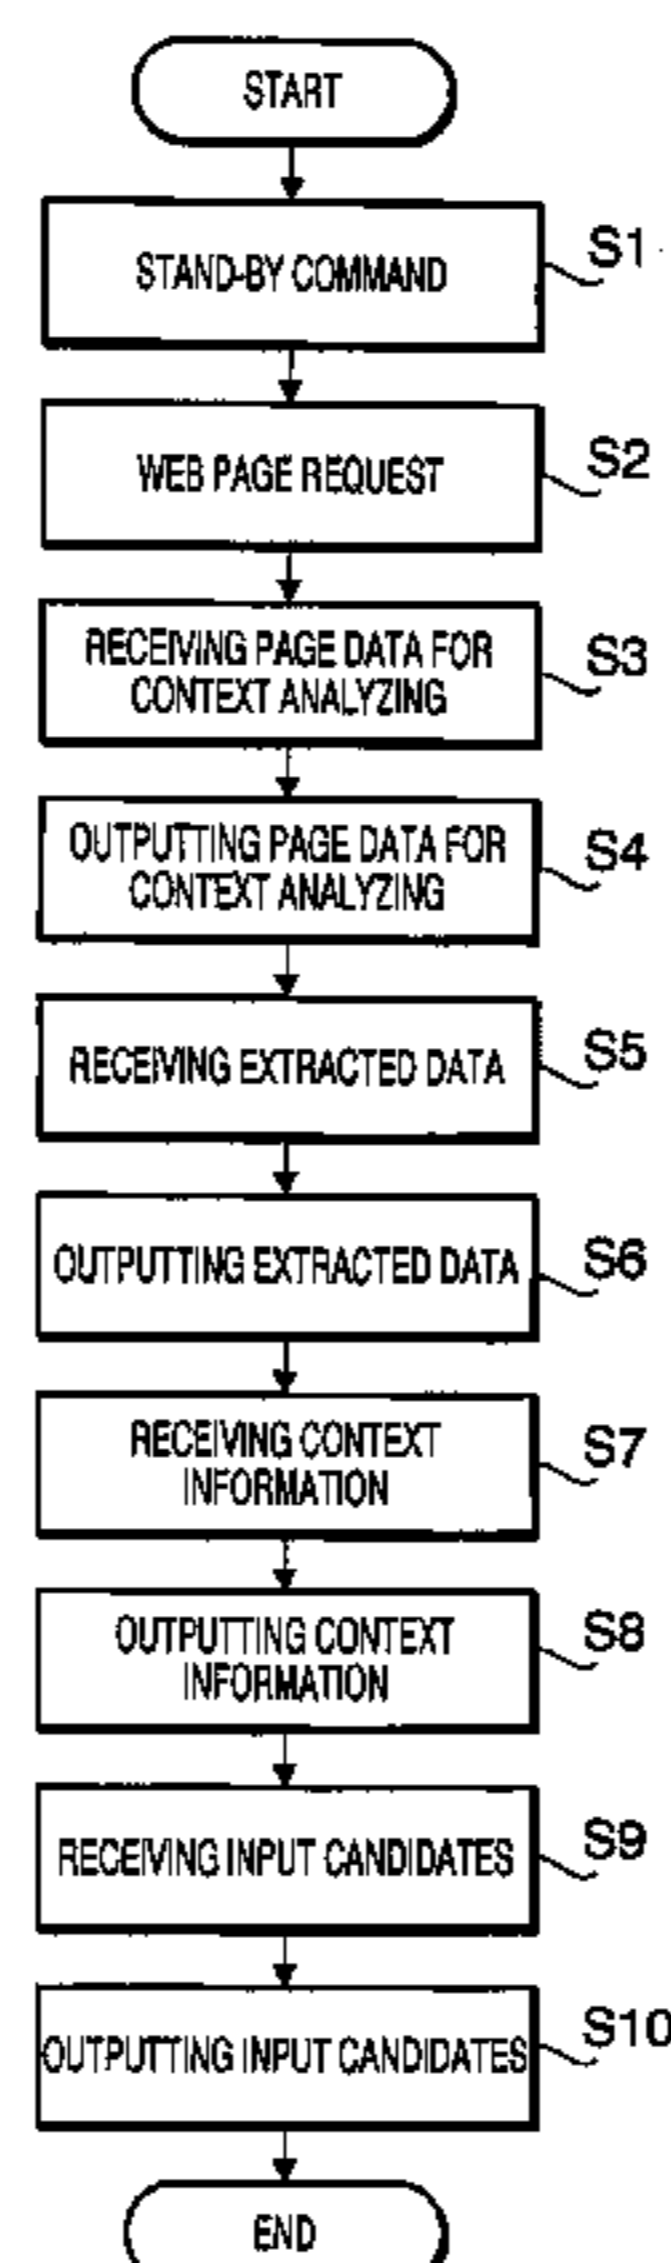 START
STAND-BY COMMAND
S1
WEB PAGE REQUEST
S2
RECEIVING PAGE DATA FOR
CONTEXT ANALYZING
S3
OUTPUTTING PAGE DATA FOR
CONTEXT ANALYZING
S4
RECEIVING EXTRACTED DATA
S5
OUTPUTTING EXTRACTED DATA
S6
RECEIVING CONTEXT
INFORMATION
S7
OUTPUTTING CONTEXT
INFORMATION
S8
RECEIVING INPUT CANDIDATES
S9
OUTPUTTING INPUT CANDIDATES
S10
END